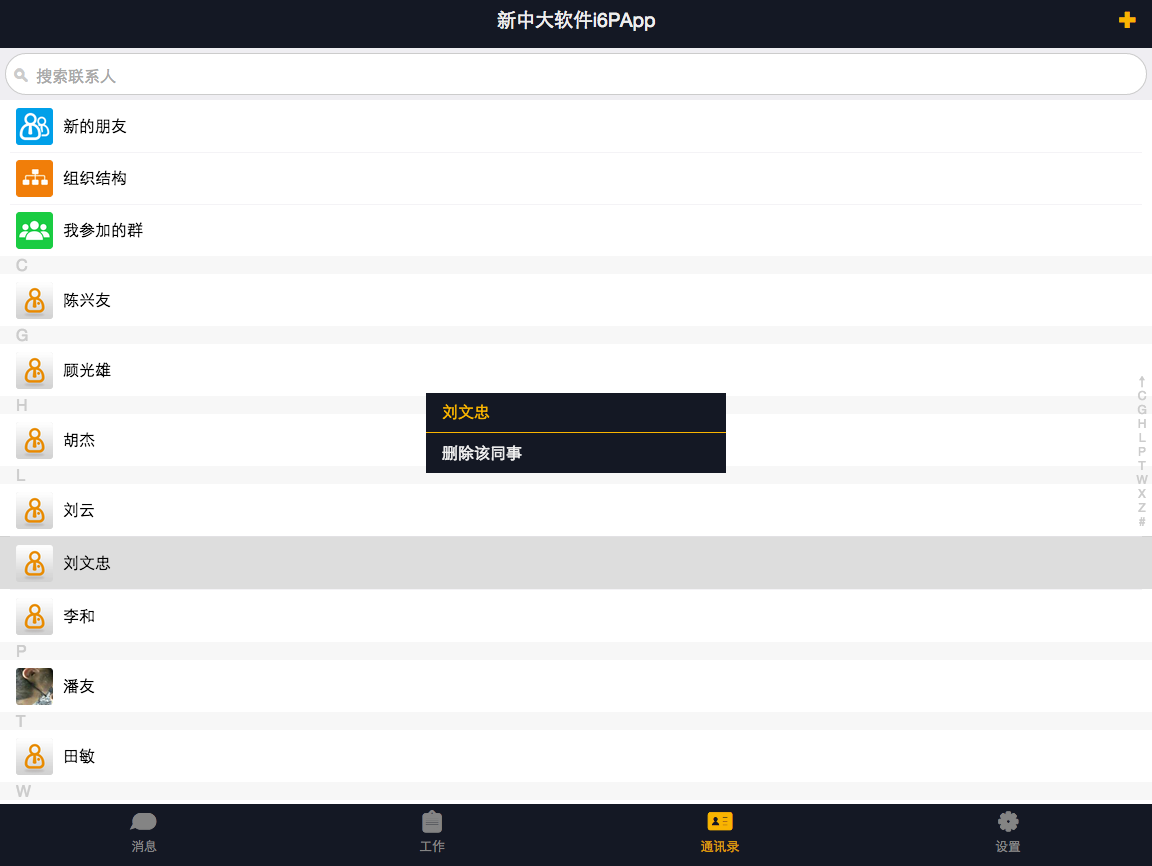 新中大软件i6PApp
搜索联系人
新的朋友
组织结构
我参加的群
C
陈兴友
G
顾光雄
H
胡杰
L
刘云
刘文忠
李和
P
潘友
T
田敏
W
刘文忠
删除该同事
↑
C
G
H
L
P
T
W
X
Z
#
消息
工作
通讯录
设置